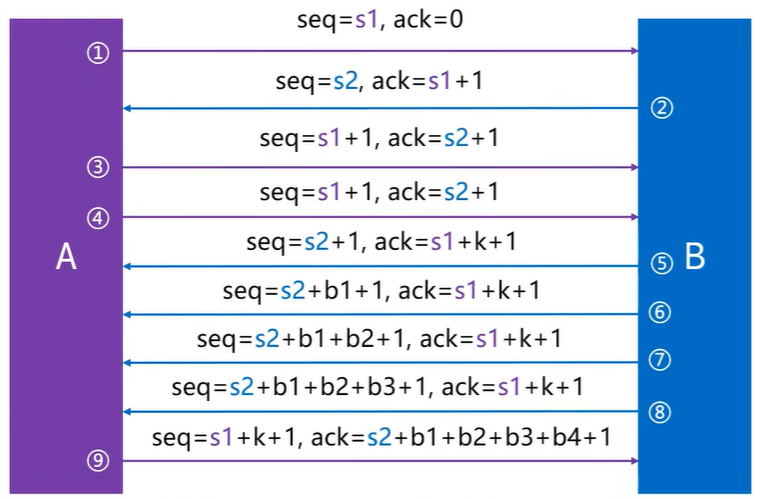 seq=s1, ack=0
①
seq=s2, ack=s1+1
②
seq=s1+1, ack=s2+1
③
seq=s1+1, ack=s2+1
④
seq=s2+1, ack=s1+k+1
A
⑤ B
seq=s2+b1+1, ack=s1+k+1
⑥
seq=s2+b1+b2+1, ack=s1+k+1
⑦
seq=s2+b1+b2+b3+1, ack=s1+k+1
⑧
seq=s1+k+1, ack=s2+b1+b2+b3+b4+1
⑨